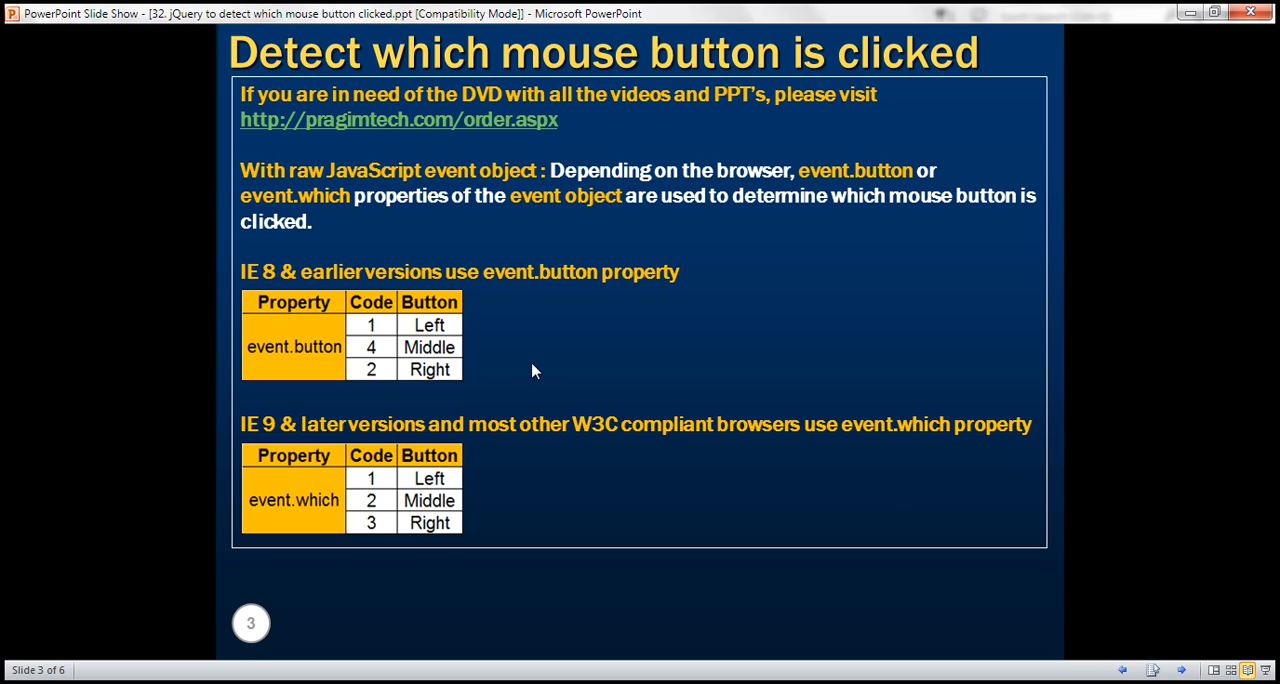 PowerPoint Slide Show - [32. jQuery to detect which mouse button clicked.ppt [Compatibility Mode]] - Microsoft PowerPoint
Detect which mouse button is clicked
If you are in need of the DVD with all the videos and PPT's, please visit
http://pragimtech.com/order.aspx
With raw JavaScript event object : Depending on the browser, event.button or
event.which properties of the event object are used to determine which mouse button is
clicked.
IE 8 & earlier versions use event.button property
Property Code Button
1 Left
event.button 4 Middle
2 Right
IE 9 & later versions and most other W3C compliant browsers use event.which property
Property Code Button
1 Left
event.which 2 Middle
3 Right
3
Slide 3 of 6